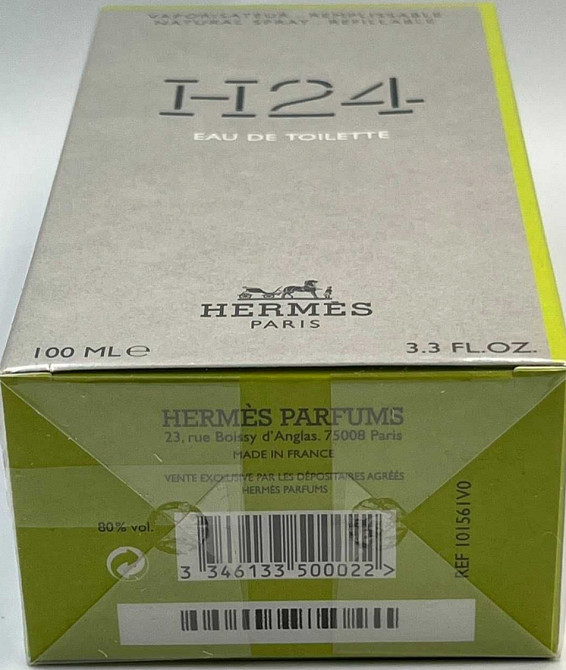 VAPORISATEUR . REMPLISSABLE
NATURAL SPRAY . REFILLABLE
H24
EAU DE TOILETTE
HERMÈS
PARIS
100 ML e 3.3 FL.OZ.
HERMÈS PARFUMS
23, rue Boissy d'Anglas. 75008 Paris
MADE IN FRANCE
VENTE EXCLUSIVE PAR LES DÉPOSITAIRES AGRÉÉS
HERMÈS PARFUMS
80% vol.
REF 101561V0
3 346133 500022 >